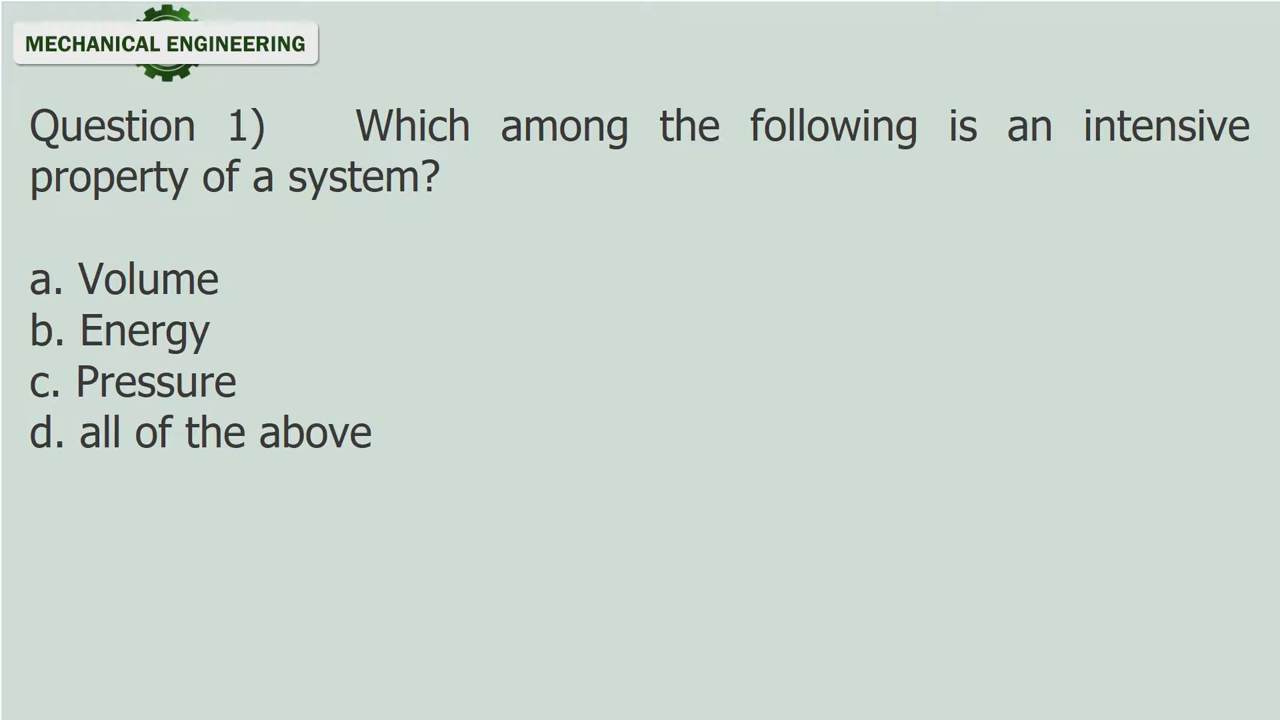 MECHANICAL ENGINEERING
Question 1) Which among the following is an intensive
property of a system?
a. Volume
b. Energy
c. Pressure
d. all of the above